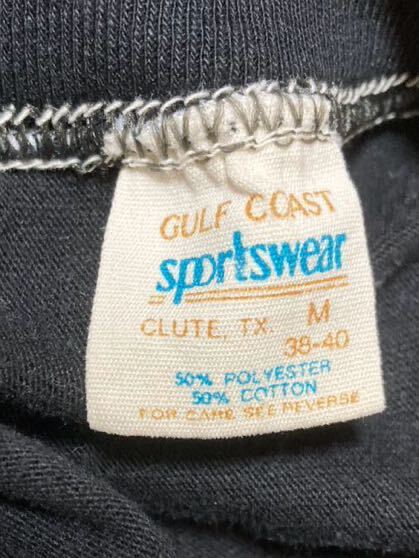 GULF COAST
sportswear
CLUTE, TX. M
38-40
50% POLYESTER
50% COTTON
FOR CARE SEE REVERSE